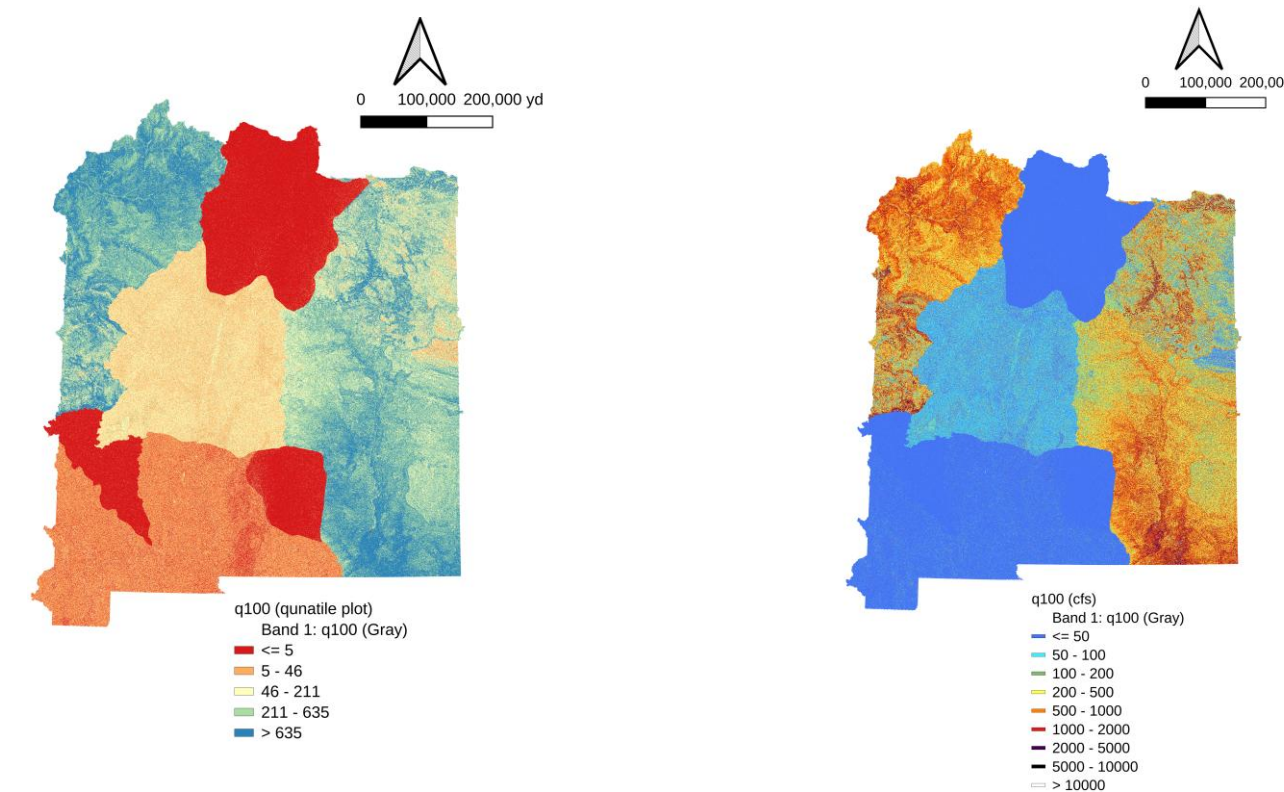 0 100,000 200,000 yd
q100 (qunatile plot)
Band 1: q100 (Gray)
<= 5
5 - 46
46 - 211
211 - 635
> 635
0 100,000 200,00
q100 (cfs)
Band 1: q100 (Gray)
<= 50
50 - 100
100 - 200
200 - 500
500 - 1000
1000 - 2000
2000 - 5000
5000 - 10000
> 10000